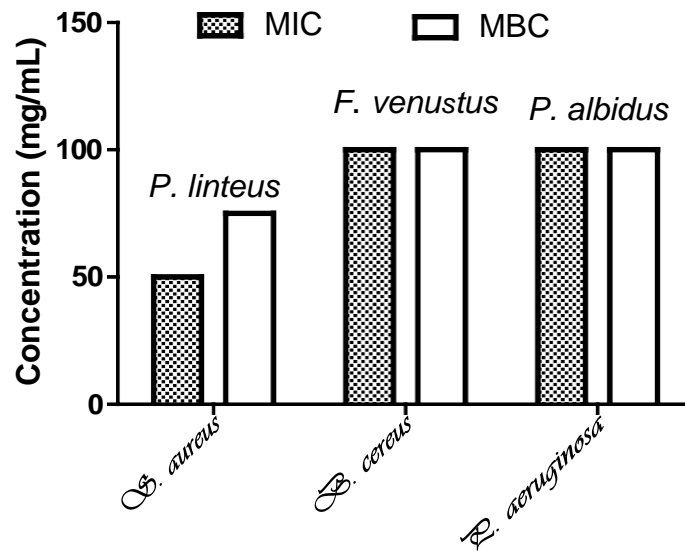 150
MIC
MBC
F. venustus
P. albidus
100
P. linteus
50
0
Concentration (mg/mL)
S. aureus
B. cereus
P. aeruginosa